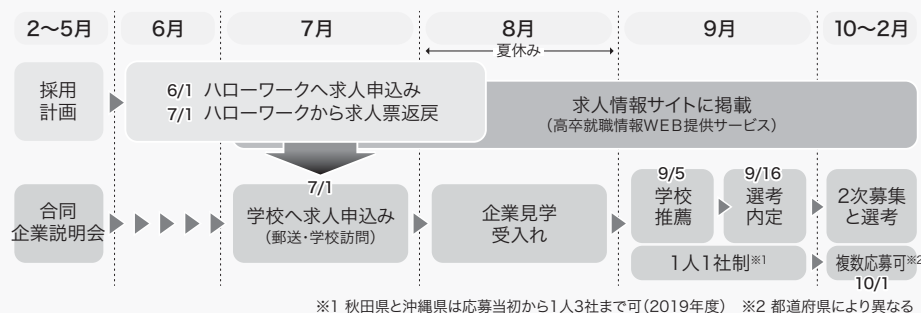 2〜5月
6月
7月
8月
9月
10〜2月
夏休み
採用
計画
6/1 ハローワークへ求人申込み
7/1 ハローワークから求人票返戻
求人情報サイトに掲載
（高卒就職情報WEB提供サービス）
合同
企業説明会
7/1
学校へ求人申込み
（郵送・学校訪問）
企業見学
受入れ
9/5
学校
推薦
9/16
選考
内定
2次募集
と選考
1人1社制※1
複数応募可※2
10/1
※1 秋田県と沖縄県は応募当初から1人3社まで可（2019年度） ※2 都道府県により異なる